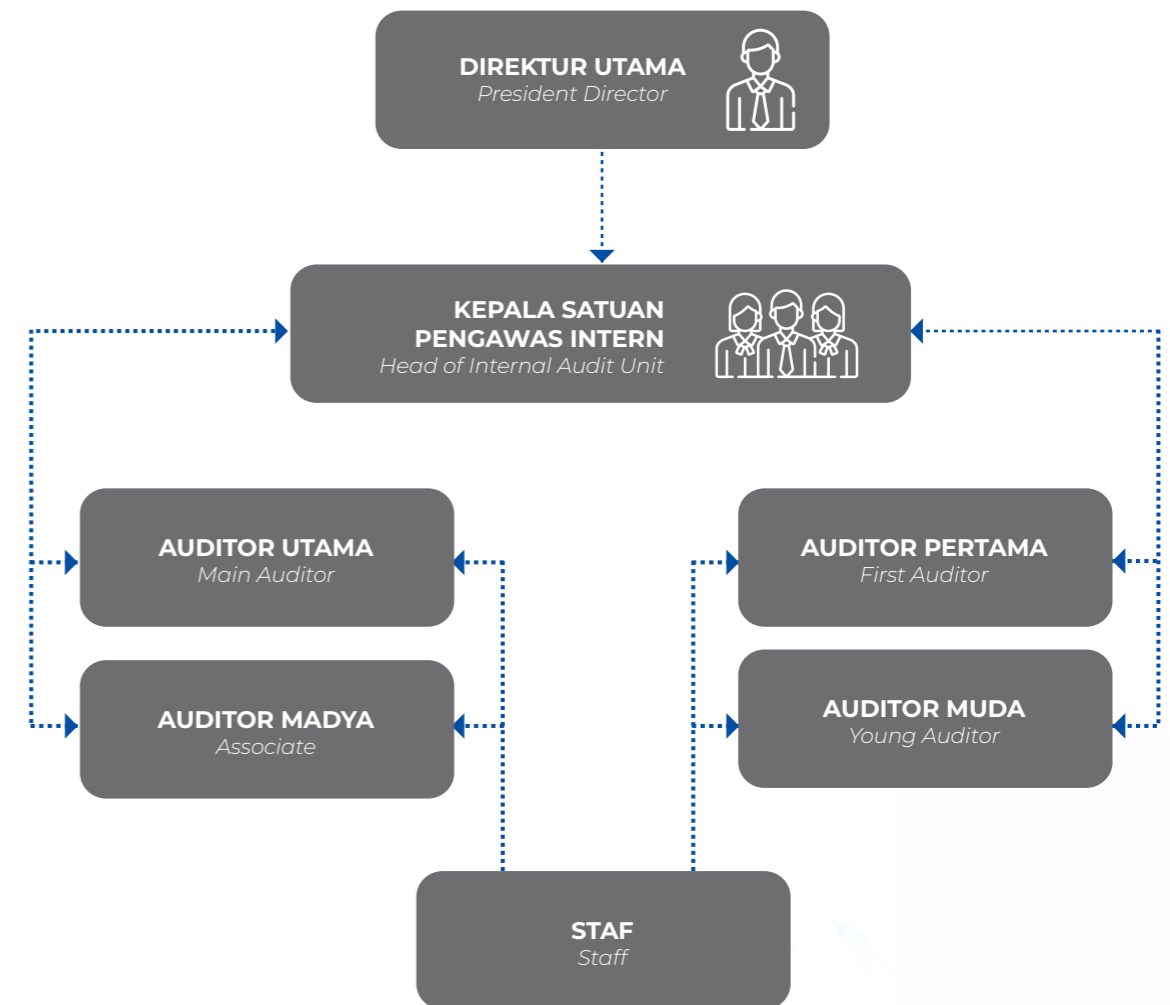 DIREKTUR UTAMA
President Director
KEPALA SATUAN
PENGAWAS INTERN
Head of Internal Audit Unit
AUDITOR UTAMA
Main Auditor
AUDITOR PERTAMA
First Auditor
AUDITOR MADYA
Associate
AUDITOR MUDA
Young Auditor
STAF
Staff